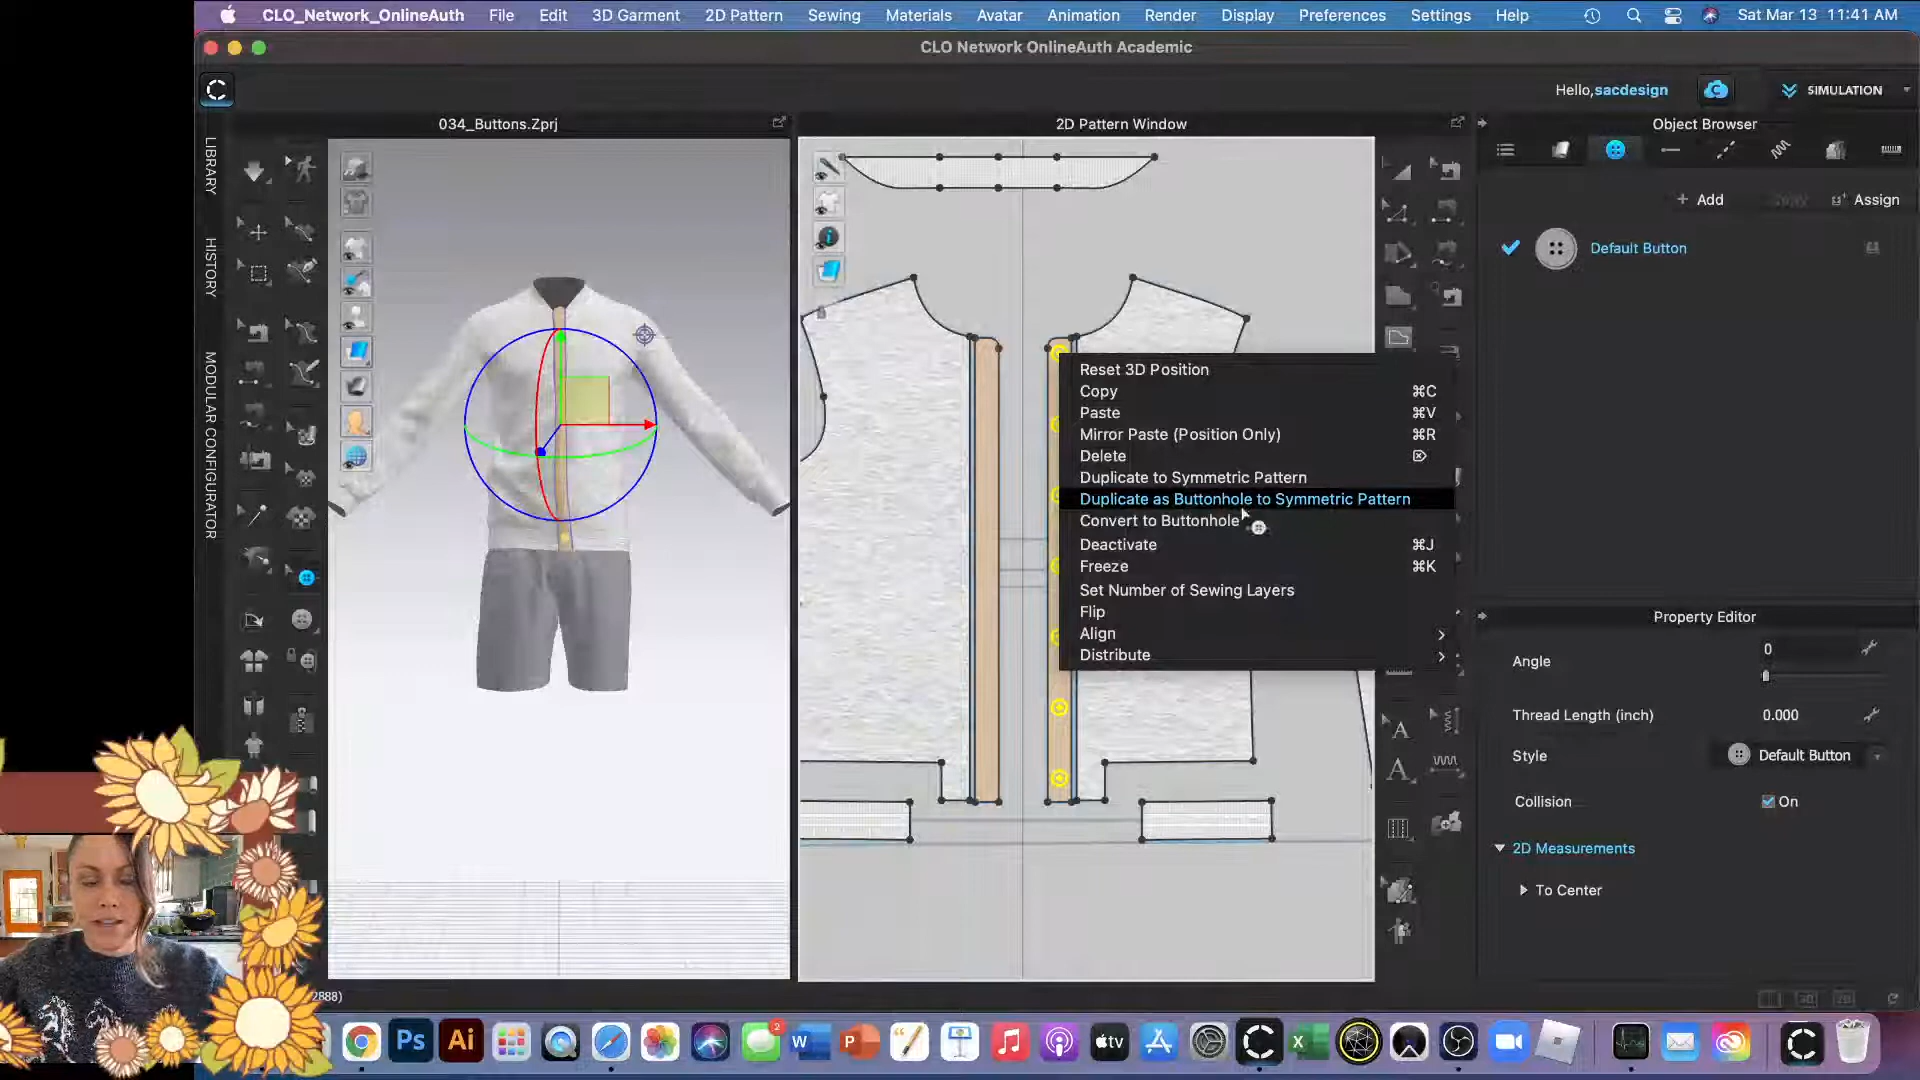 CLO_Network_OnlineAuth File Edit 3D Garment 2D Pattern Sewing Materials Avatar Animation Render Display Preferences Settings Help Sat Mar 13 11:41 AM
CLO Network OnlineAuth Academic
Hello,sacdesign SIMULATION
034_Buttons.Zprj
2D Pattern Window
Object Browser
LIBRARY
HISTORY
MODULAR CONFIGURATOR
+ Add
Assign
Default Button
Reset 3D Position
Copy ⌘C
Paste ⌘V
Mirror Paste (Position Only) ⌘R
Delete
Duplicate to Symmetric Pattern
Duplicate as Buttonhole to Symmetric Pattern
Convert to Buttonhole
Deactivate ⌘J
Freeze ⌘K
Set Number of Sewing Layers
Flip
Align
Distribute
Property Editor
Angle 0
Thread Length (inch) 0.000
Style Default Button
Collision On
2D Measurements
To Center
2888)
Ps
Ai
2
W
P
tv
X